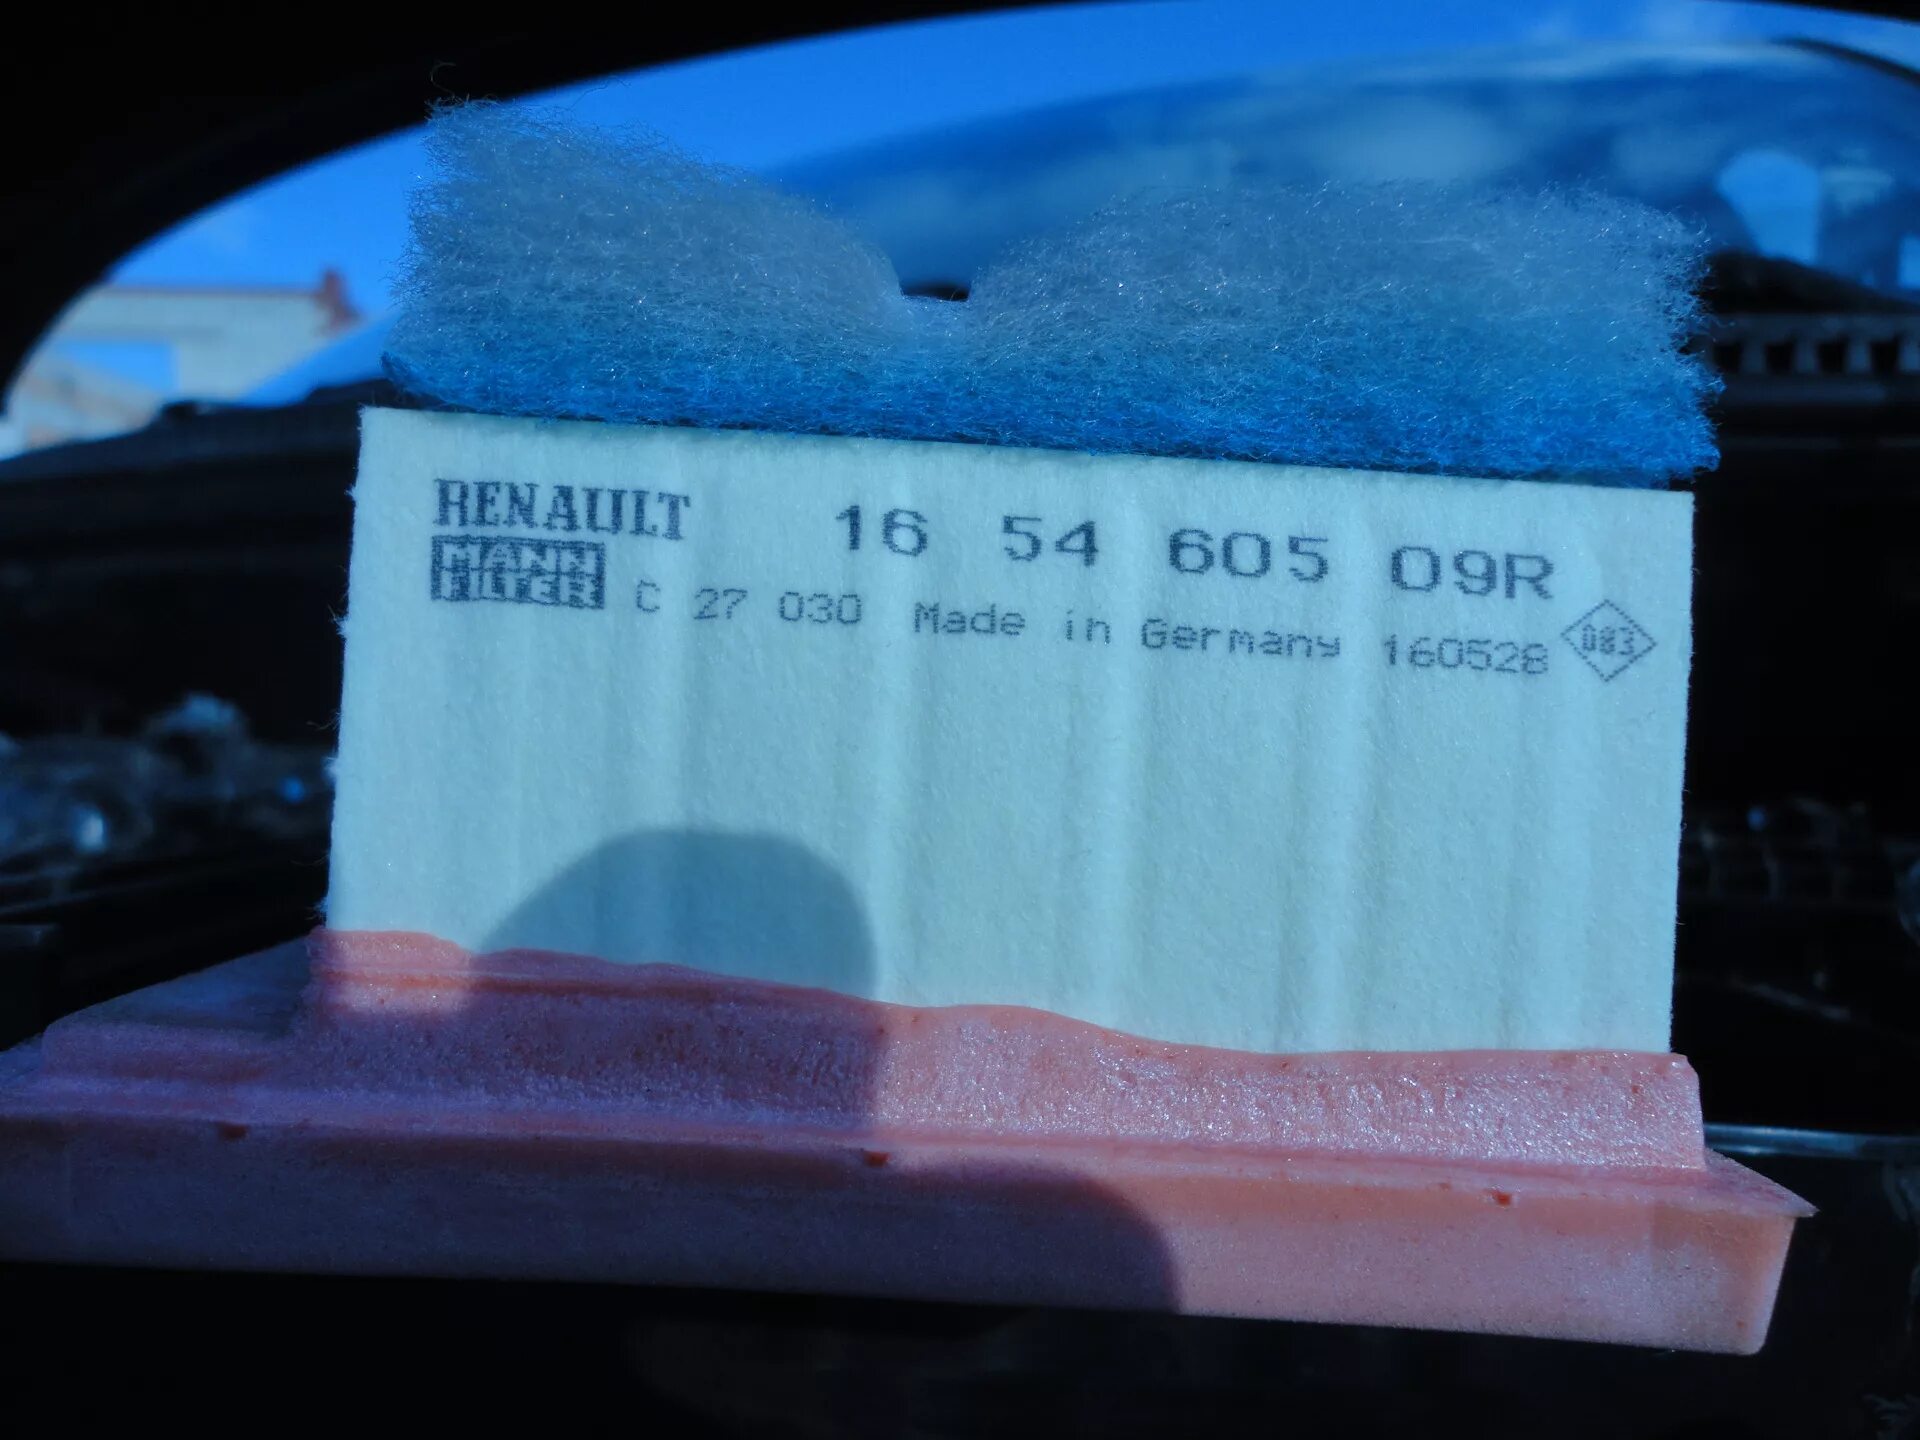 RENAULT 16 54 605 09R
MANN FILTER C 27 030 Made in Germany 160528 083